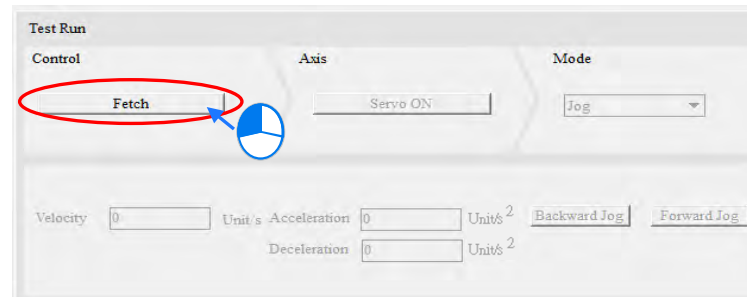 Test Run
Control Axis Mode
Fetch Servo ON Jog
Velocity 0 Unit/s Acceleration 0 Unit/s 2 Backward Jog Forward Jog
Deceleration 0 Unit/s 2